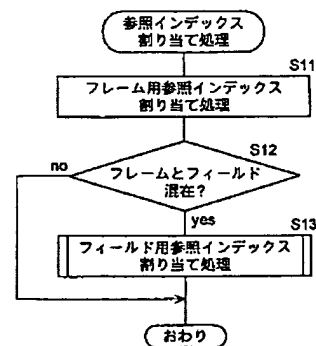 参照インデックス
割り当て処理
S11
フレーム用参照インデックス
割り当て処理
S12
no
フレームとフィールド
混在?
yes
S13
フィールド用参照インデックス
割り当て処理
おわり